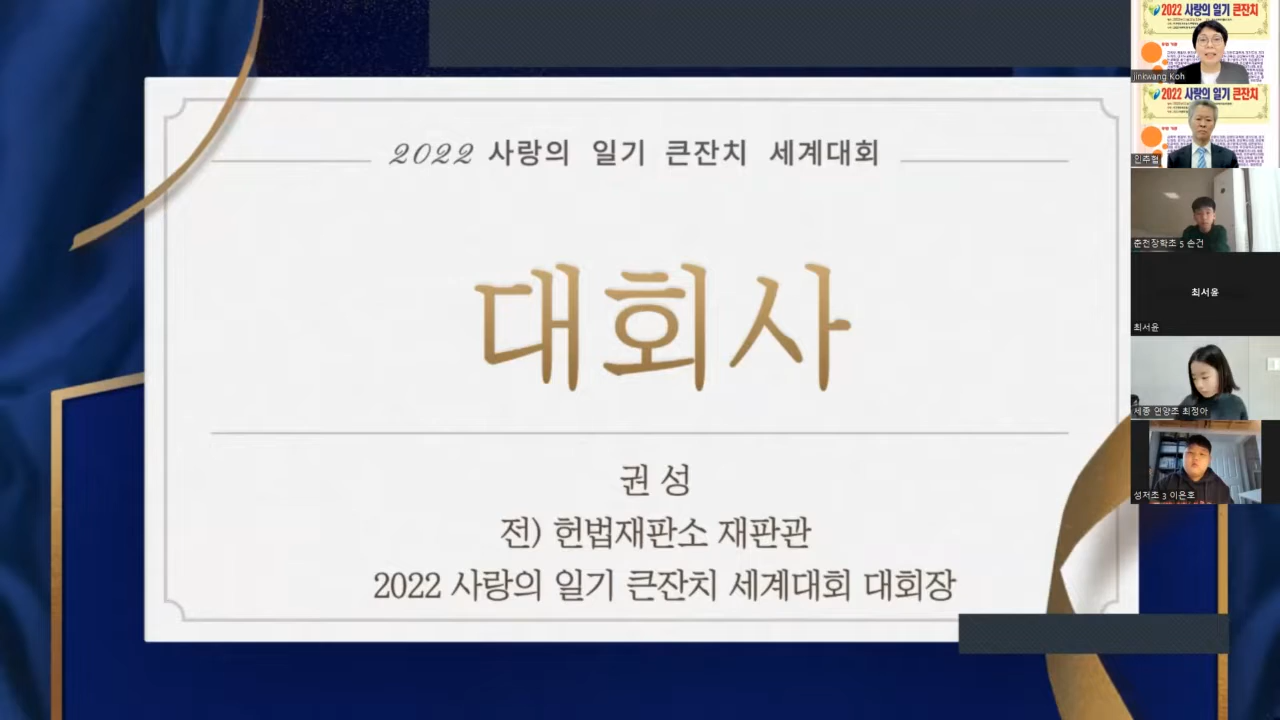 2022 사랑의 일기 큰잔치 세계대회
대회사
권 성
전) 헌법재판소 재판관
2022 사랑의 일기 큰잔치 세계대회 대회장
2022 사랑의 일기 큰잔치
Jinkwang Koh
2022 사랑의 일기 큰잔치
인추협
춘천장학초 5 손건
최서윤
최서윤
세종 연양초 최정아
성저초 3 이은호